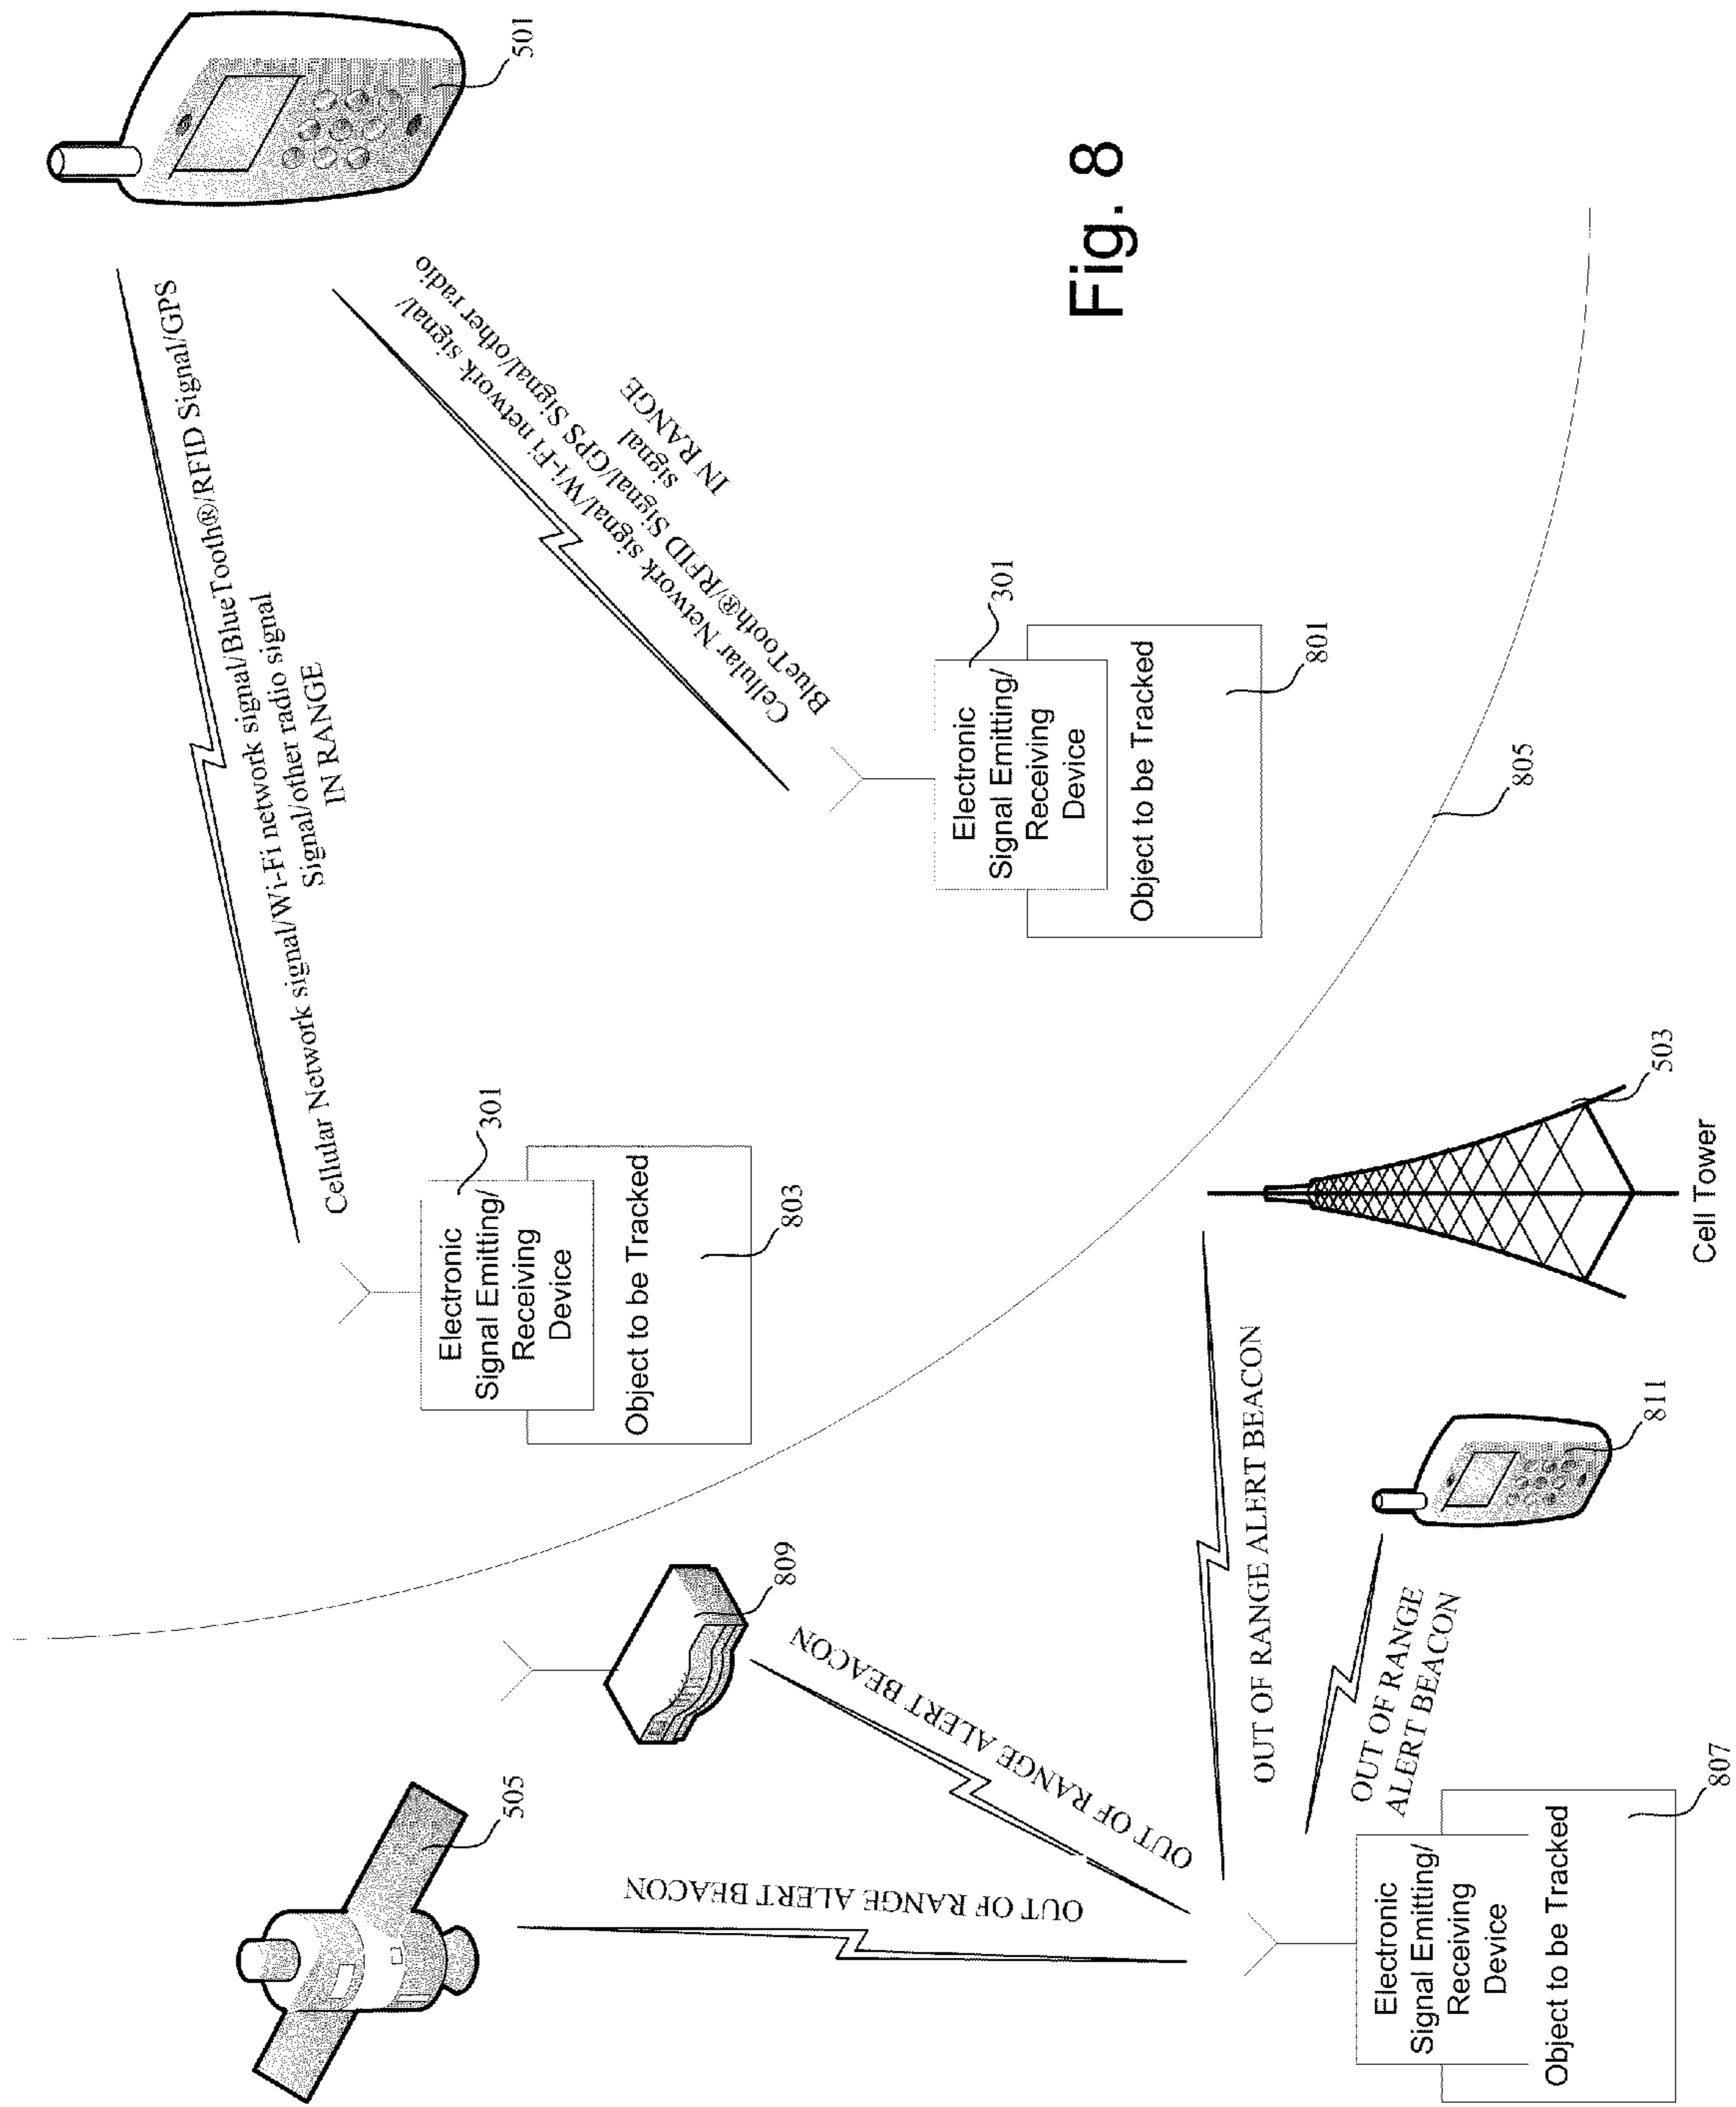 505
809
OUT OF RANGE ALERT BEACON
OUT OF RANGE ALERT BEACON
Electronic
Signal Emitting/
Receiving
Device
Object to be Tracked
807
OUT OF RANGE ALERT BEACON
OUT OF RANGE
ALERT BEACON
811
503
Cell Tower
Electronic
Signal Emitting/
Receiving
Device
301
Object to be Tracked
803
Cellular Network signal/Wi-Fi network signal/BlueTooth®/RFID Signal/GPS
Signal/other radio signal
IN RANGE
501
Cellular Network signal/Wi-Fi network signal/
BlueTooth®/RFID Signal/GPS Signal/other radio
signal
IN RANGE
Electronic
Signal Emitting/
Receiving
Device
301
Object to be Tracked
801
805
Fig. 8